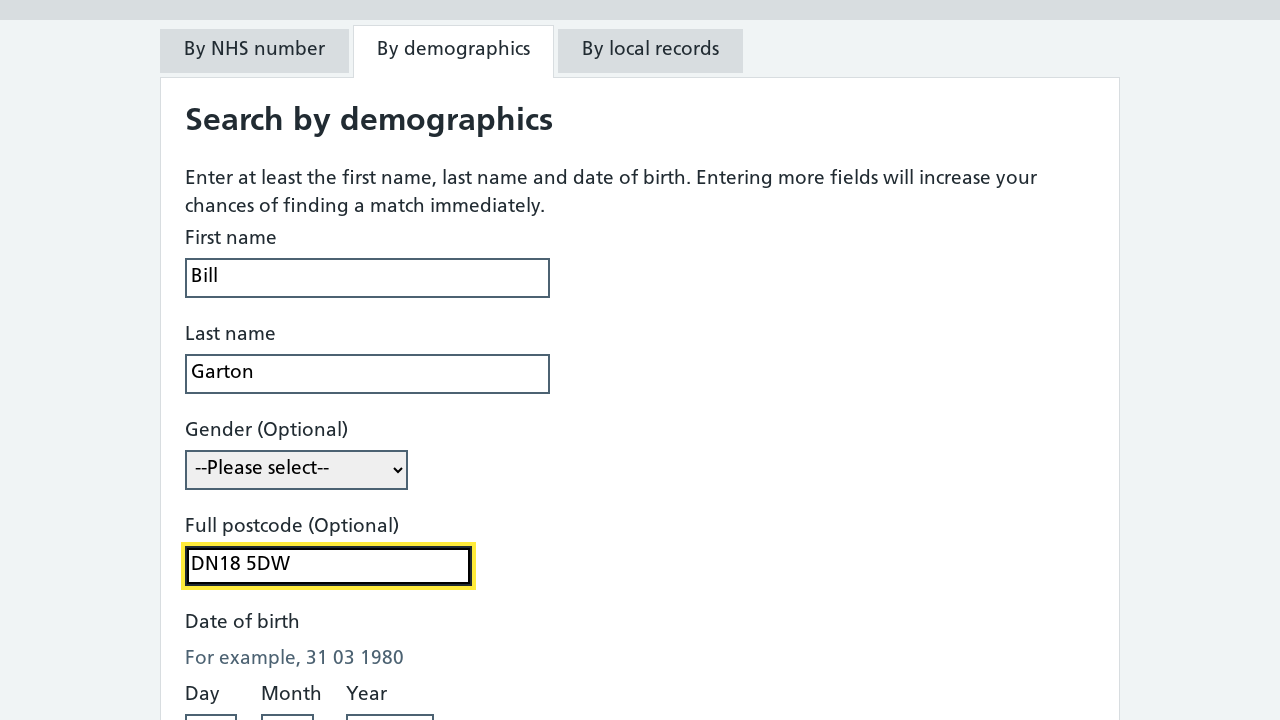 By NHS number
By demographics
By local records
Search by demographics
Enter at least the first name, last name and date of birth. Entering more fields will increase your
chances of finding a match immediately.
First name
Bill
Last name
Garton
Gender (Optional)
--Please select--
Full postcode (Optional)
DN18 5DW
Date of birth
For example, 31 03 1980
Day Month Year